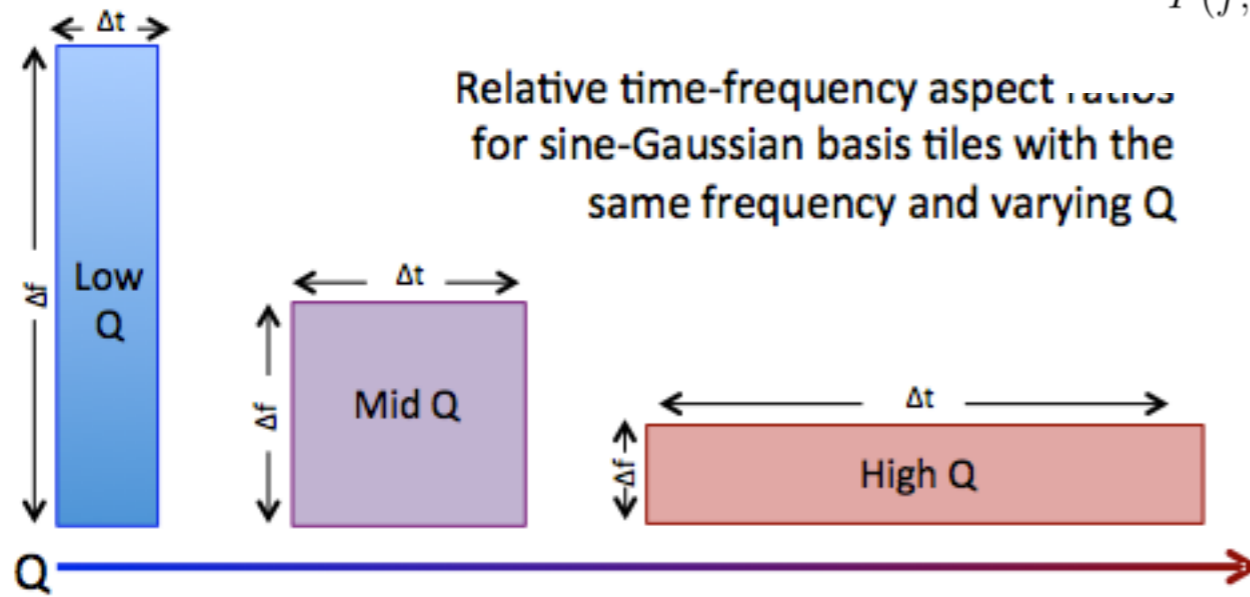 Δt
Relative time-frequency aspect
for sine-Gaussian basis tiles with the
same frequency and varying Q
Δf
Low
Q
Δt
Δf
Mid Q
Δt
Δf
High Q
Q